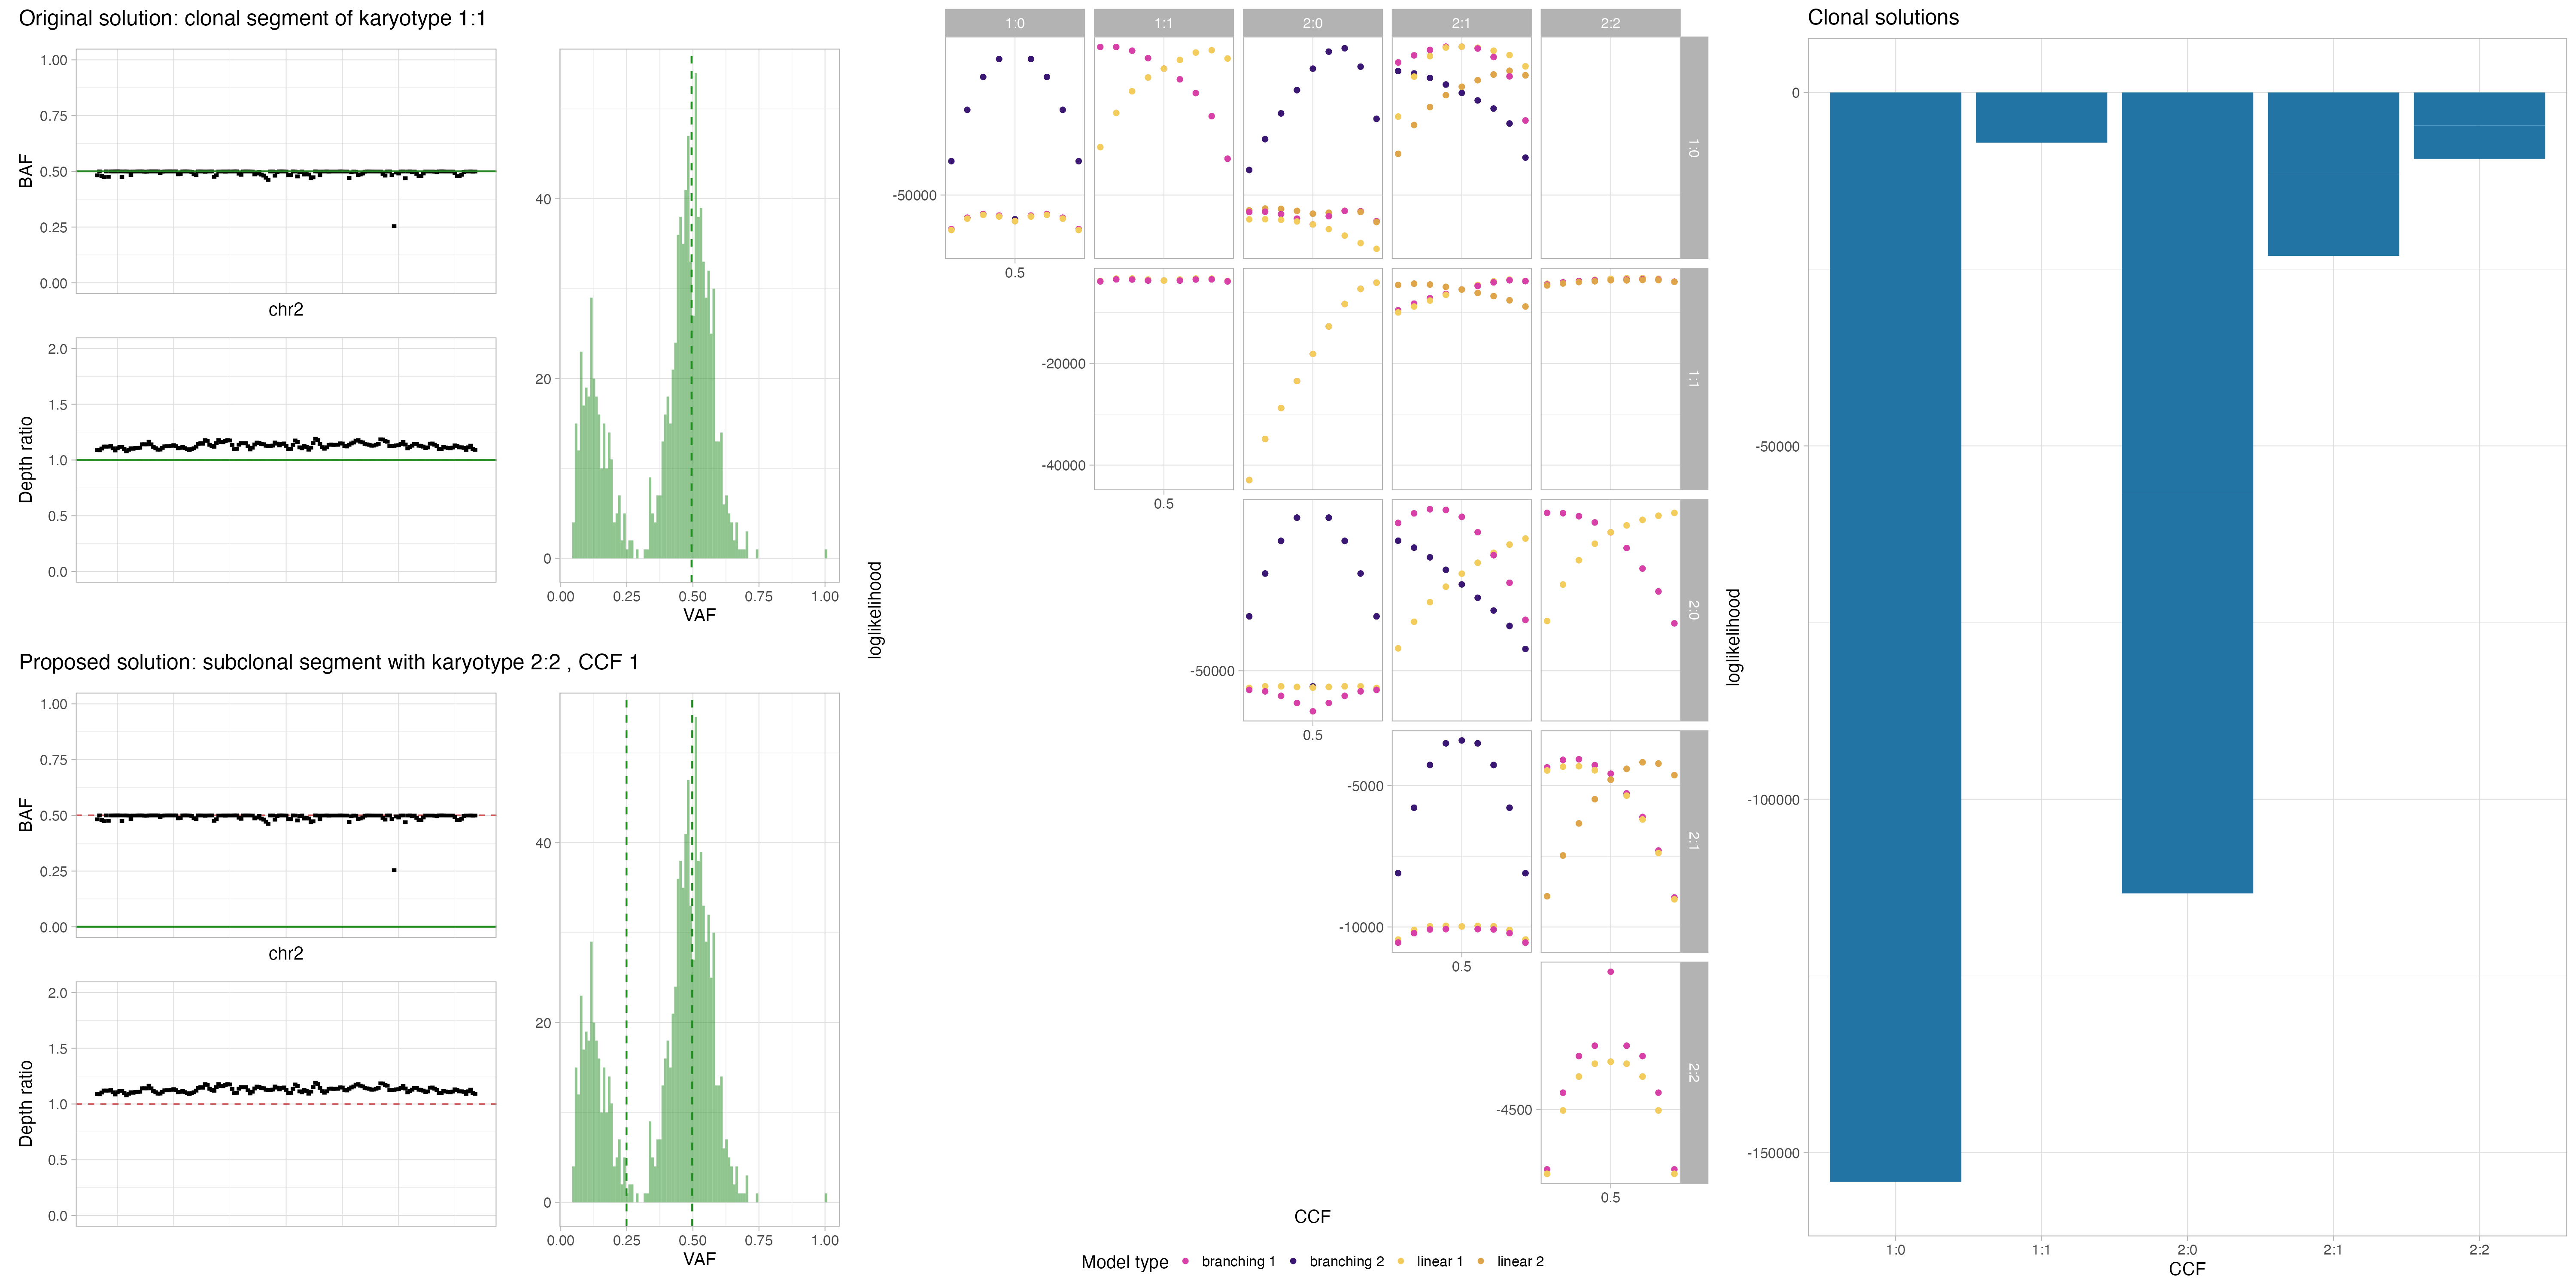 Original solution: clonal segment of karyotype 1:1
1.00
0.75
0.50
0.25
0.00
BAF
chr2
2.0
1.5
1.0
0.5
0.0
Depth ratio
40
20
0
0.00 0.25 0.50 0.75 1.00
VAF
Proposed solution: subclonal segment with karyotype 2:2 , CCF 1
1.00
0.75
0.50
0.25
0.00
BAF
chr2
2.0
1.5
1.0
0.5
0.0
Depth ratio
40
20
0
0.00 0.25 0.50 0.75 1.00
VAF
loglikelihood
1:0 1:1 2:0 2:1 2:2
-50000
1:0
0.5
-20000
-40000
1:1
0.5
-50000
2:0
0.5
-5000
-10000
2:1
0.5
-4500
2:2
0.5
CCF
Model type branching 1 branching 2 linear 1 linear 2
Clonal solutions
0
-50000
-100000
-150000
loglikelihood
1:0 1:1 2:0 2:1 2:2
CCF